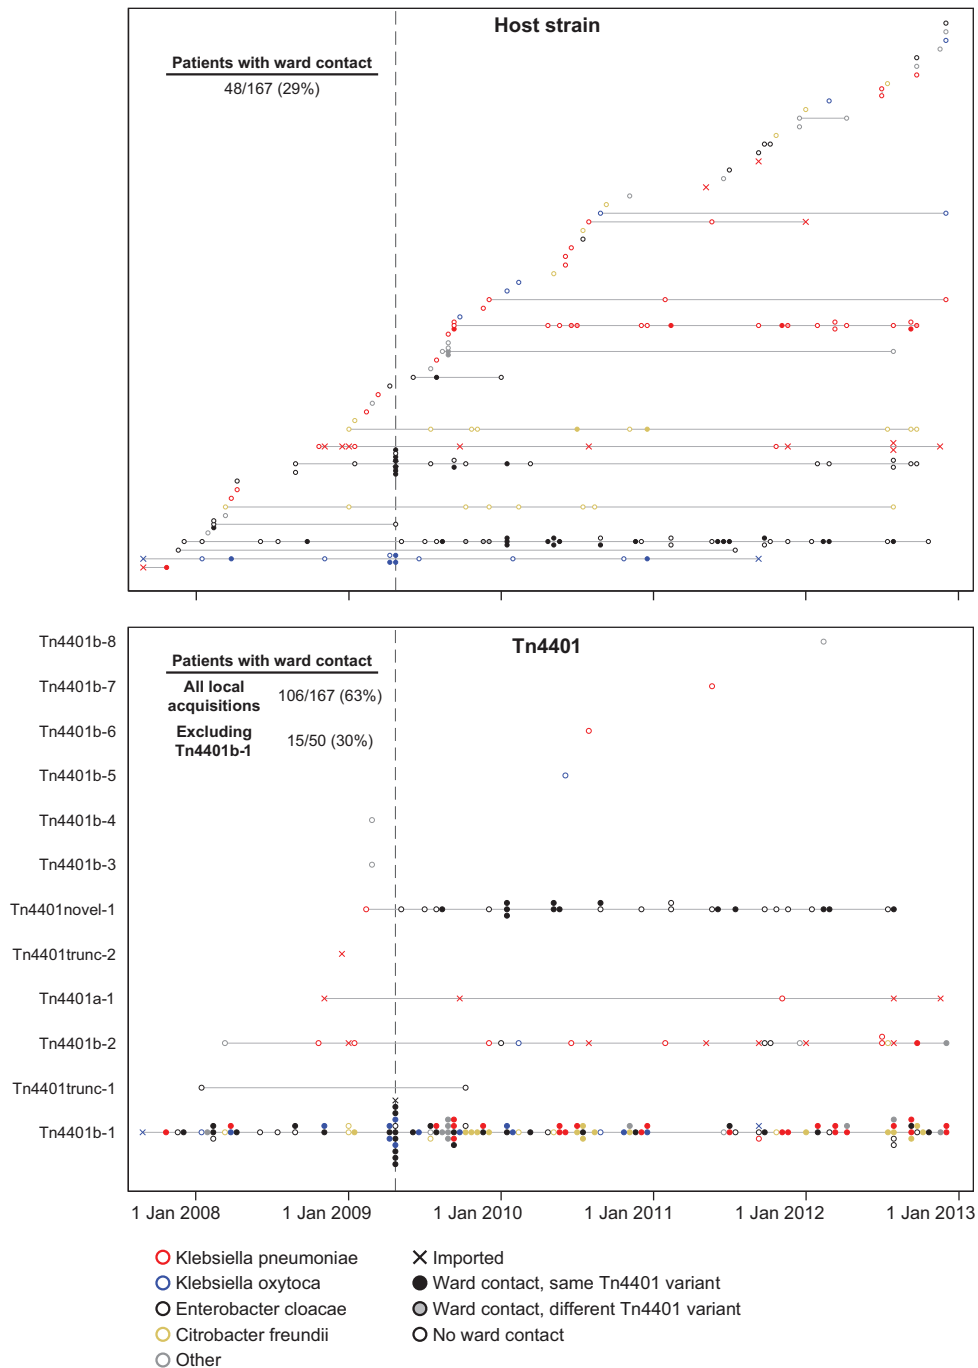 Host strain
Patients with ward contact
48/167 (29%)
Tn4401
Patients with ward contact
All local acquisitions 106/167 (63%)
Excluding Tn4401b-1 15/50 (30%)
Tn4401b-8
Tn4401b-7
Tn4401b-6
Tn4401b-5
Tn4401b-4
Tn4401b-3
Tn4401novel-1
Tn4401trunc-2
Tn4401a-1
Tn4401b-2
Tn4401trunc-1
Tn4401b-1
1 Jan 2008 1 Jan 2009 1 Jan 2010 1 Jan 2011 1 Jan 2012 1 Jan 2013
Klebsiella pneumoniae
Klebsiella oxytoca
Enterobacter cloacae
Citrobacter freundii
Other
Imported
Ward contact, same Tn4401 variant
Ward contact, different Tn4401 variant
No ward contact